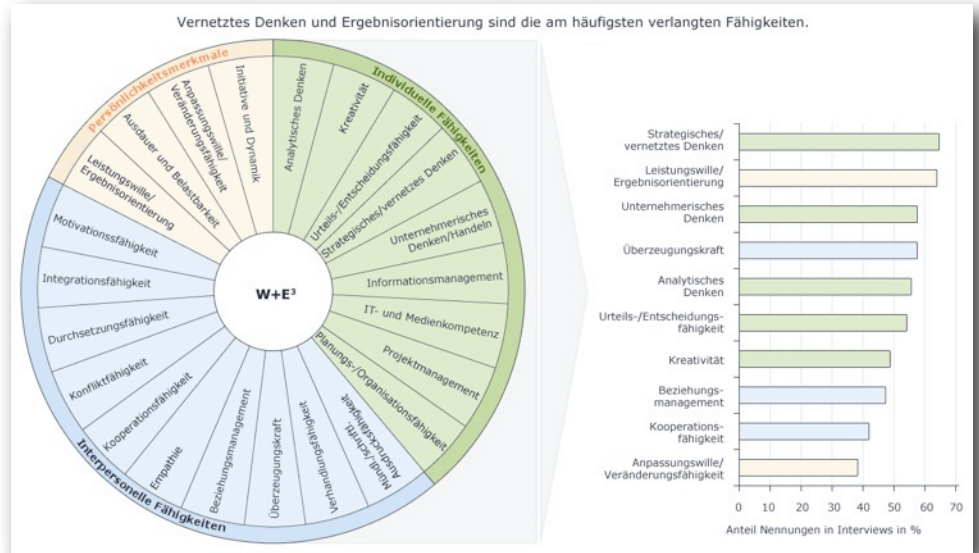 Vernetztes Denken und Ergebnisorientierung sind die am häufigsten verlangten Fähigkeiten.
Persönlichkeitsmerkmale
Leistungswille/
Ergebnisorientierung
Ausdauer und Belastbarkeit
Anpassungswille/
Veränderungsfähigkeit
Initiative und Dynamik
Individuelle Fähigkeiten
Analytisches Denken
Kreativität
Urteils-/Entscheidungsfähigkeit
Strategisches/vernetzes Denken
Unternehmerisches
Denken/Handeln
Informationsmanagement
IT- und Medienkompetenz
Projektmanagement
Planungs-/Organisationsfähigkeit
Interpersonelle Fähigkeiten
Mündl./schriftl.
Ausdrucksfähigkeit
Verhandlungsfähigkeit
Überzeugungskraft
Beziehungsmanagement
Empathie
Kooperationsfähigkeit
Konfliktfähigkeit
Durchsetzungsfähigkeit
Integrationsfähigkeit
Motivationssfähigkeit
W+E³
Strategisches/
vernetztes Denken
Leistungswille/
Ergebnisorientierung
Unternehmerisches
Denken
Überzeugungskraft
Analytisches
Denken
Urteils-/Entscheidungs-
fähigkeit
Kreativität
Beziehungs-
management
Kooperations-
fähigkeit
Anpassungswille/
Veränderungsfähigkeit
0 10 20 30 40 50 60 70
Anteil Nennungen in Interviews in %